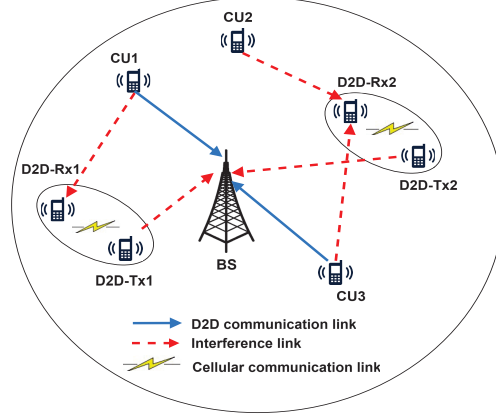 CU2
CU1
D2D-Rx2
D2D-Rx1
D2D-Tx2
D2D-Tx1
BS
CU3
D2D communication link
Interference link
Cellular communication link